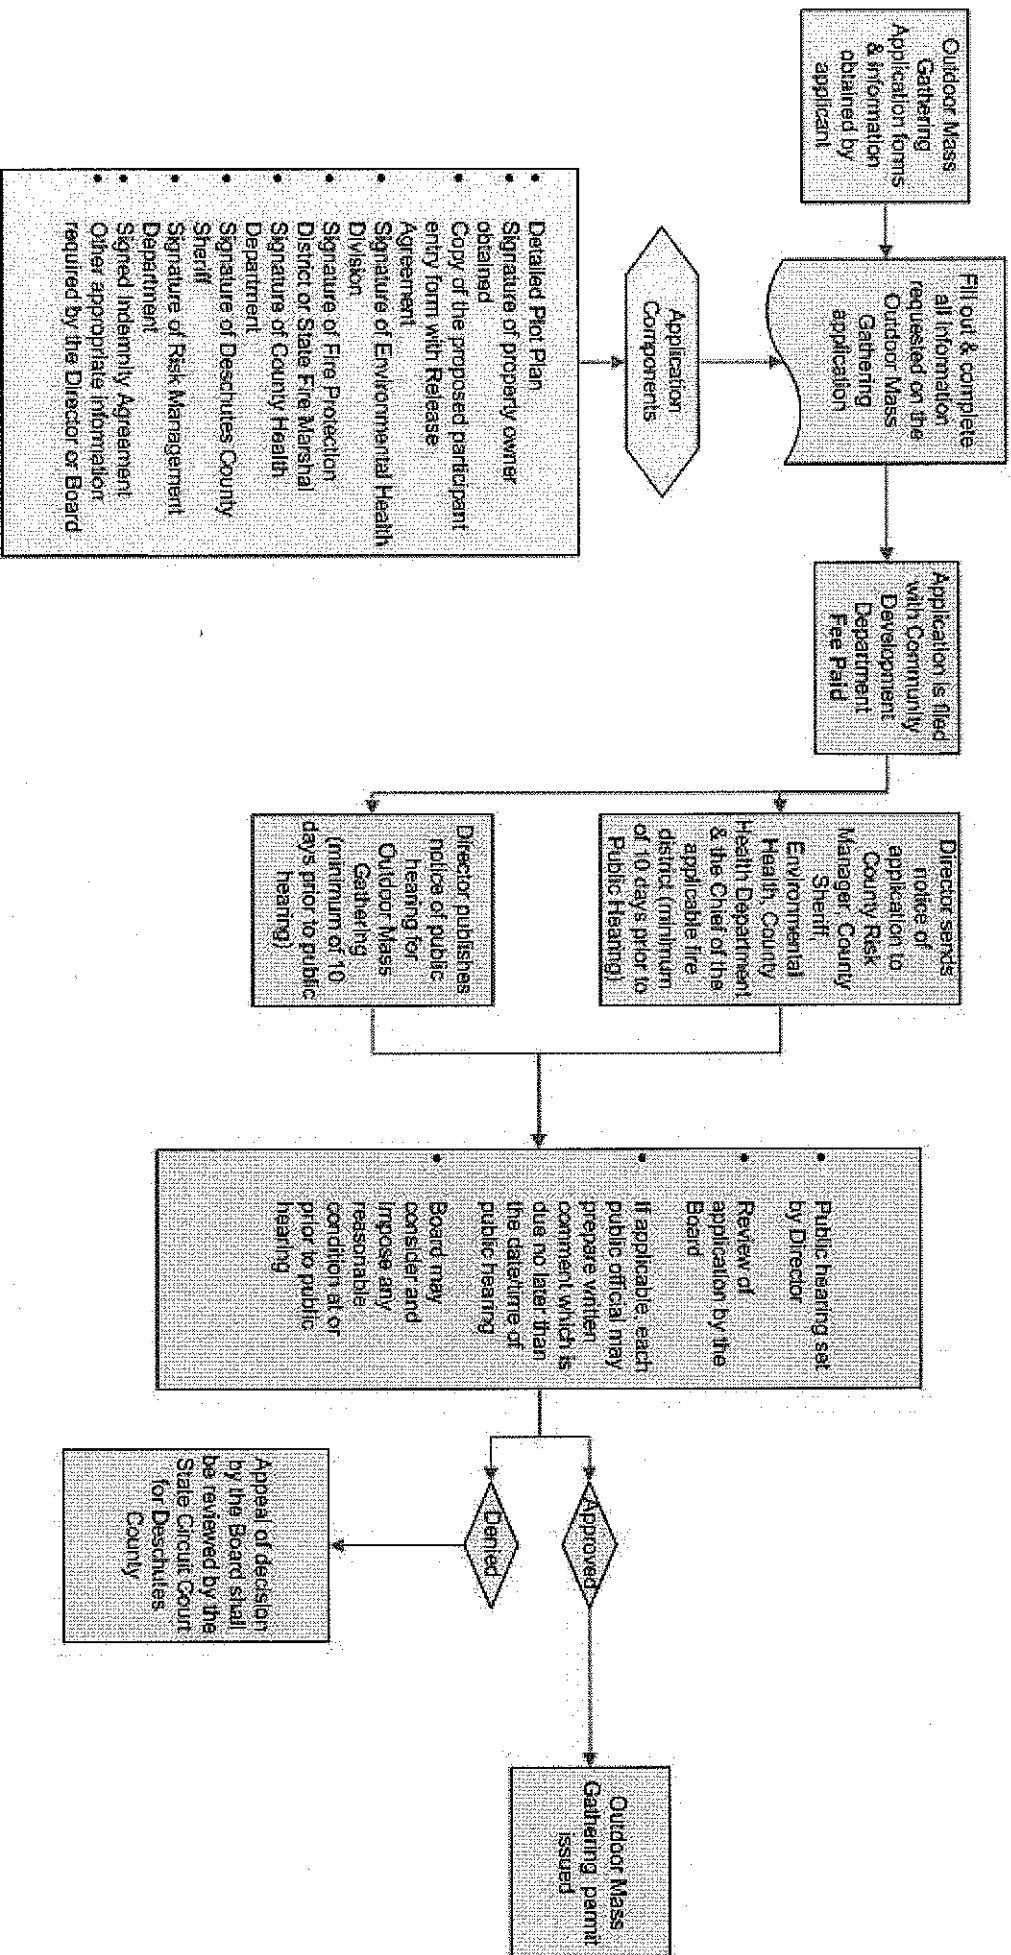 Outdoor Mass
Gathering
Application forms
& information
obtained by
applicant
Fill out & complete
all information
requested on the
Outdoor Mass
Gathering
application
Application
Components
• Detailed Plot Plan
• Signature of property owner
obtained
• Copy of the proposed participant
entry form with Release
Agreement
• Signature of Environmental Health
Division
• Signature of Fire Protection
District or State Fire Marshal
• Signature of County Health
Department
• Signature of Deschutes County
Sheriff
• Signature of Risk Management
Department
• Signed Indemnity Agreement
• Other appropriate information
required by the Director or Board
Application is filed
with Community
Development
Department
Fee Paid
Director sends
notice of
application to
County Risk
Manager, County
Sheriff,
Environmental
Health, County
Health Department
& the Chief of the
applicable fire
district (minimum
of 10 days prior to
Public Hearing)
Director publishes
notice of public
hearing for
Outdoor Mass
Gathering
(minimum of 10
days prior to public
hearing)
• Public hearing set
by Director
• Review of
application by the
Board
• If applicable, each
public official may
prepare written
comment which is
due no later than
the date/time of
public hearing
• Board may
consider and
impose any
reasonable
condition at or
prior to public
hearing
Approved
Denied
Appeal of decision
by the Board shall
be reviewed by the
State Circuit Court
for Deschutes
County
Outdoor Mass
Gathering permit
issued